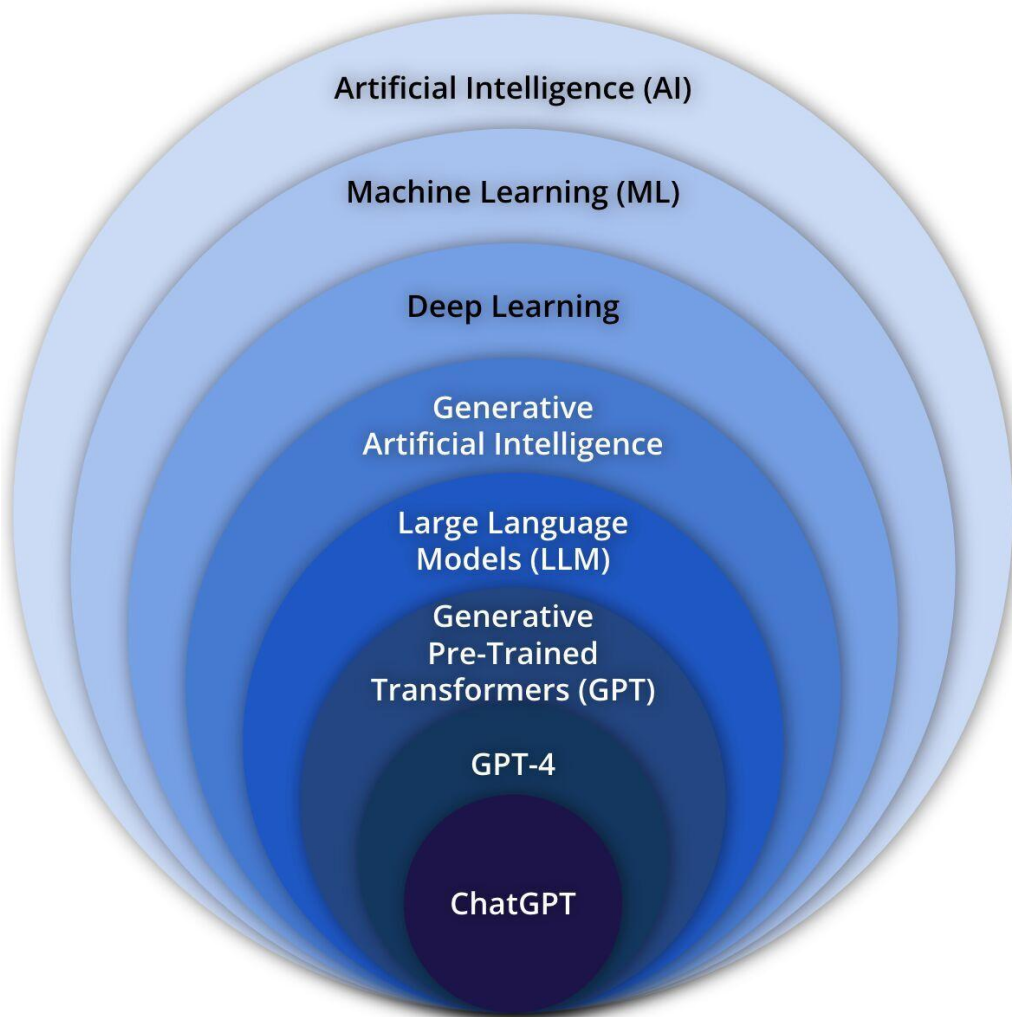 Artificial Intelligence (AI)
Machine Learning (ML)
Deep Learning
Generative
Artificial Intelligence
Large Language
Models (LLM)
Generative
Pre-Trained
Transformers (GPT)
GPT-4
ChatGPT